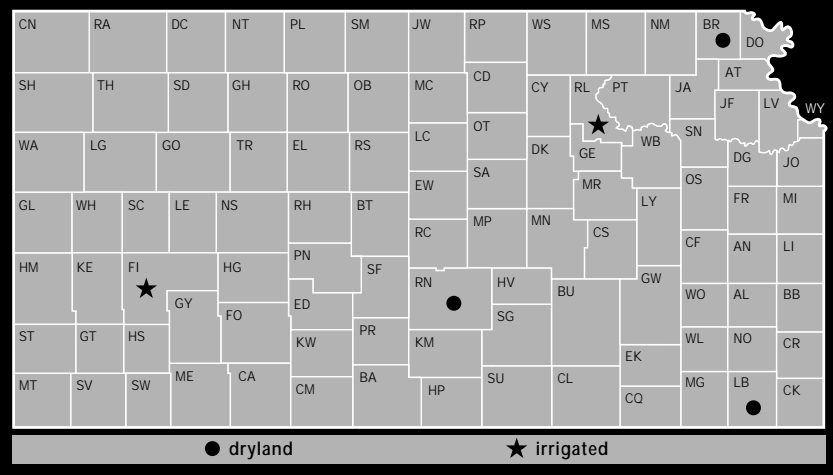 CN RA DC NT PL SM JW RP WS MS NM BR DO
SH TH SD GH RO OB MC CD CY RL PT JA AT
JF LV WY
WA LG GO TR EL RS LC OT DK GE WB SN DG JO
GL WH SC LE NS RH BT EW SA MR LY OS FR MI
RC MP MN CS CF AN LI
HM KE FI HG PN SF RN HV BU GW WO AL BB
GY FO ED SG
ST GT HS KW PR KM EK WL NO CR
MT SV SW ME CA CM BA HP SU CL CQ MG LB CK
dryland irrigated